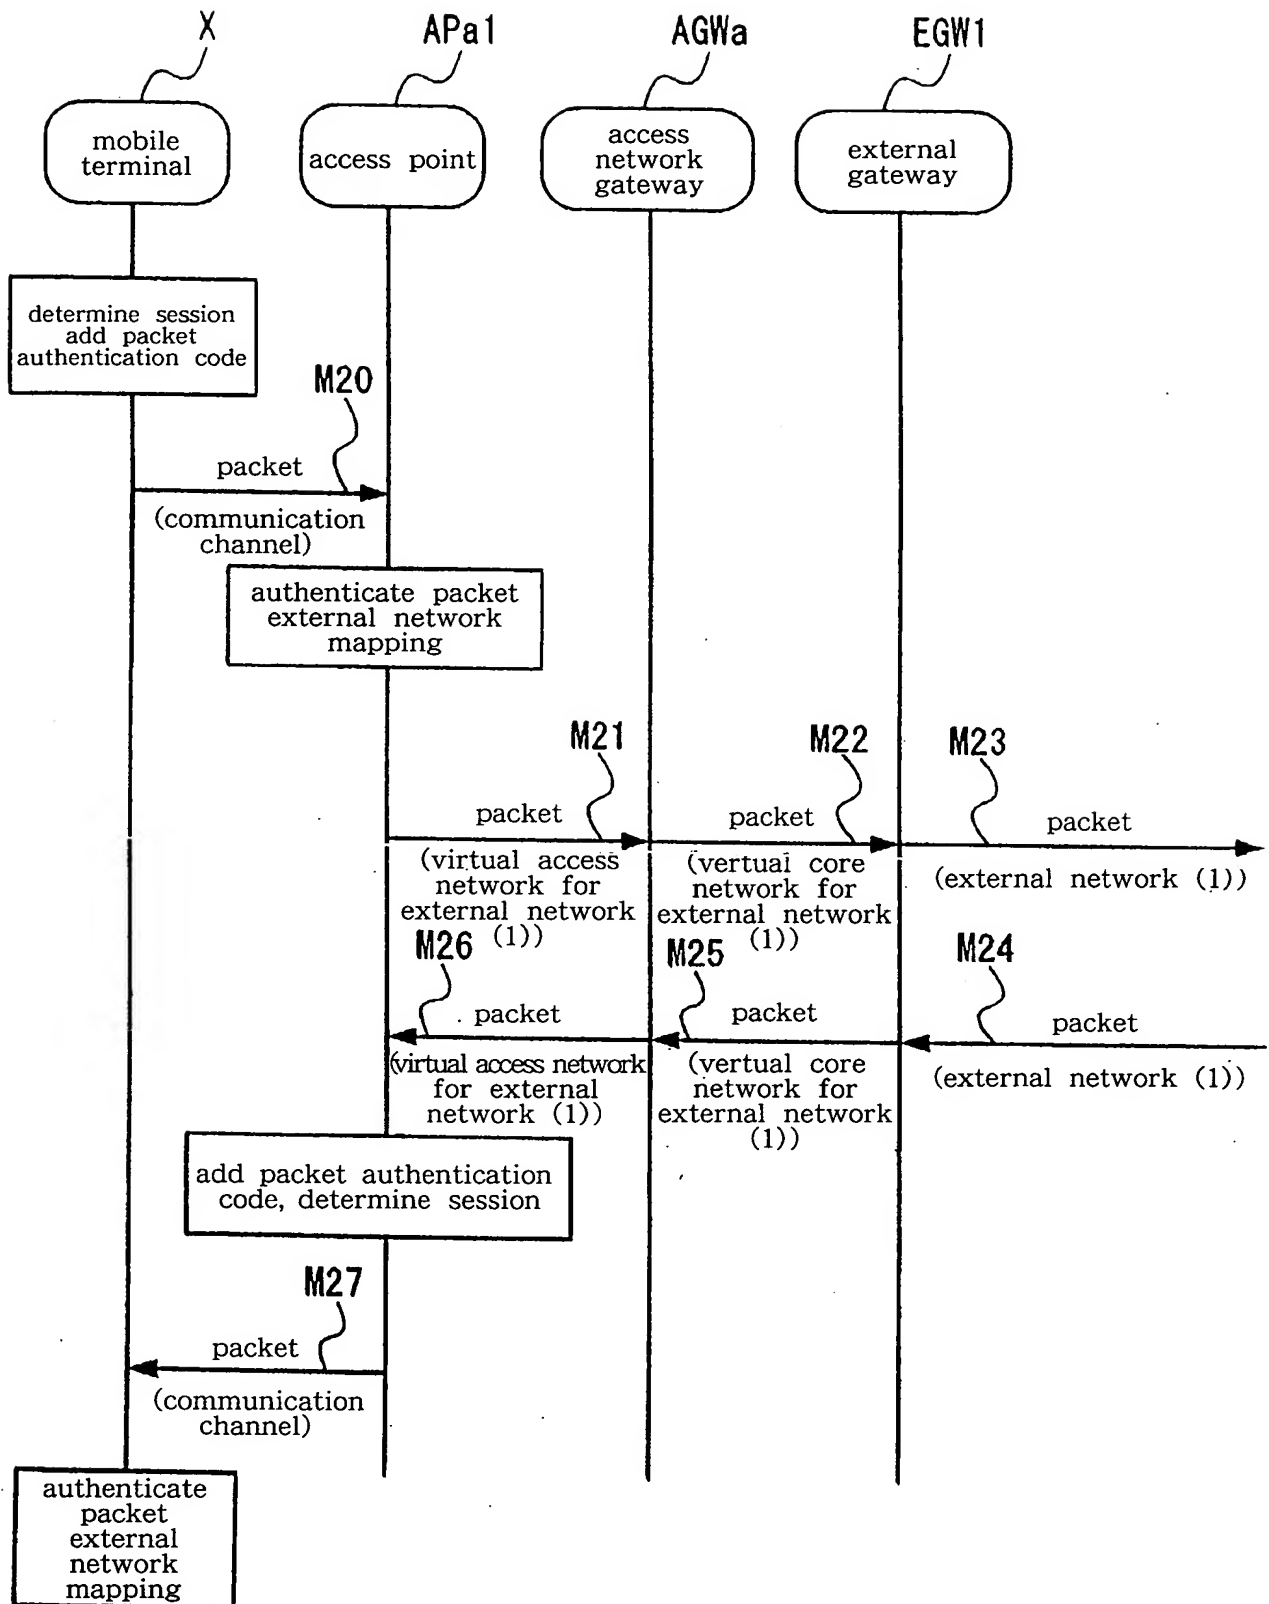 X
APa1
AGWa
EGW1
mobile
terminal
access point
access
network
gateway
external
gateway
determine session
add packet
authentication code
M20
packet
(communication
channel)
authenticate packet
external network
mapping
M21
M22
M23
packet
packet
packet
(virtual access
network for
external network
(1))
(vertual core
network for
external network
(1))
(external network (1))
M26
M25
M24
packet
packet
packet
(virtual access network
for external
network (1))
(vertual core
network for
external network
(1))
(external network (1))
add packet authentication
code, determine session
M27
packet
(communication
channel)
authenticate
packet
external
network
mapping